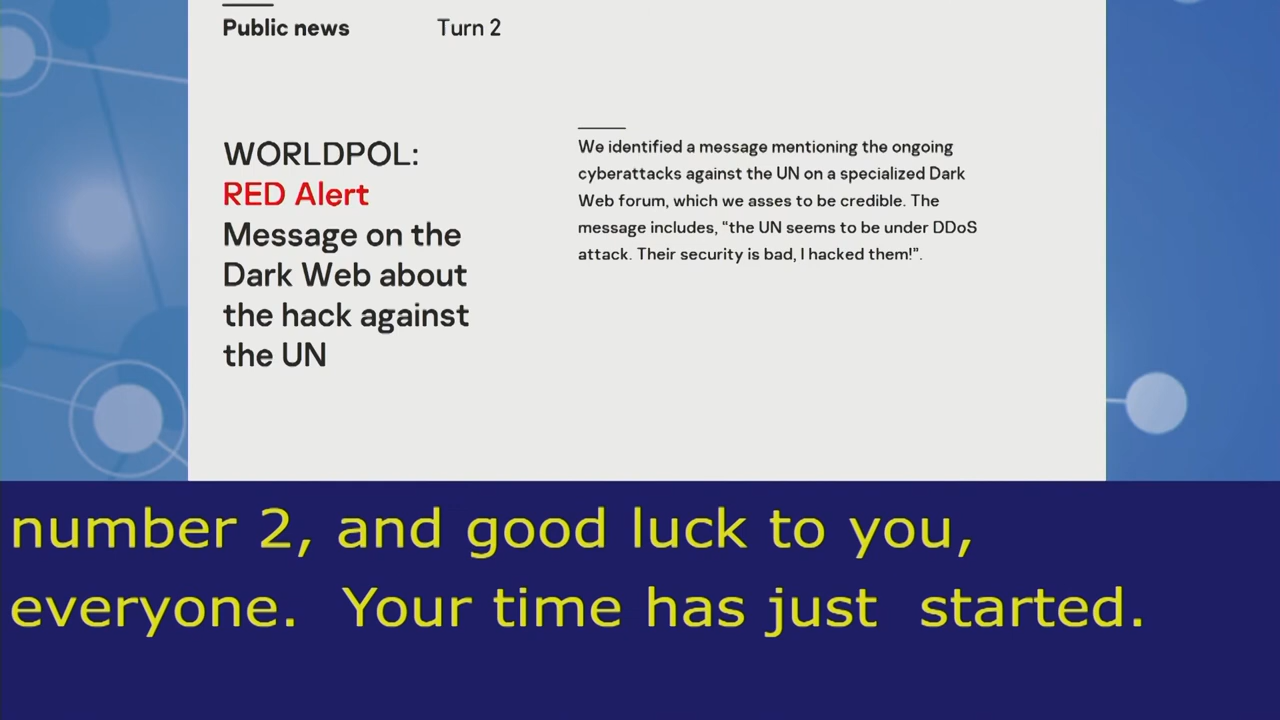 Public news
Turn 2
WORLDPOL:
RED Alert
Message on the
Dark Web about
the hack against
the UN
We identified a message mentioning the ongoing
cyberattacks against the UN on a specialized Dark
Web forum, which we asses to be credible. The
message includes, "the UN seems to be under DDoS
attack. Their security is bad, I hacked them!".
number 2, and good luck to you,
everyone.  Your time has just  started.